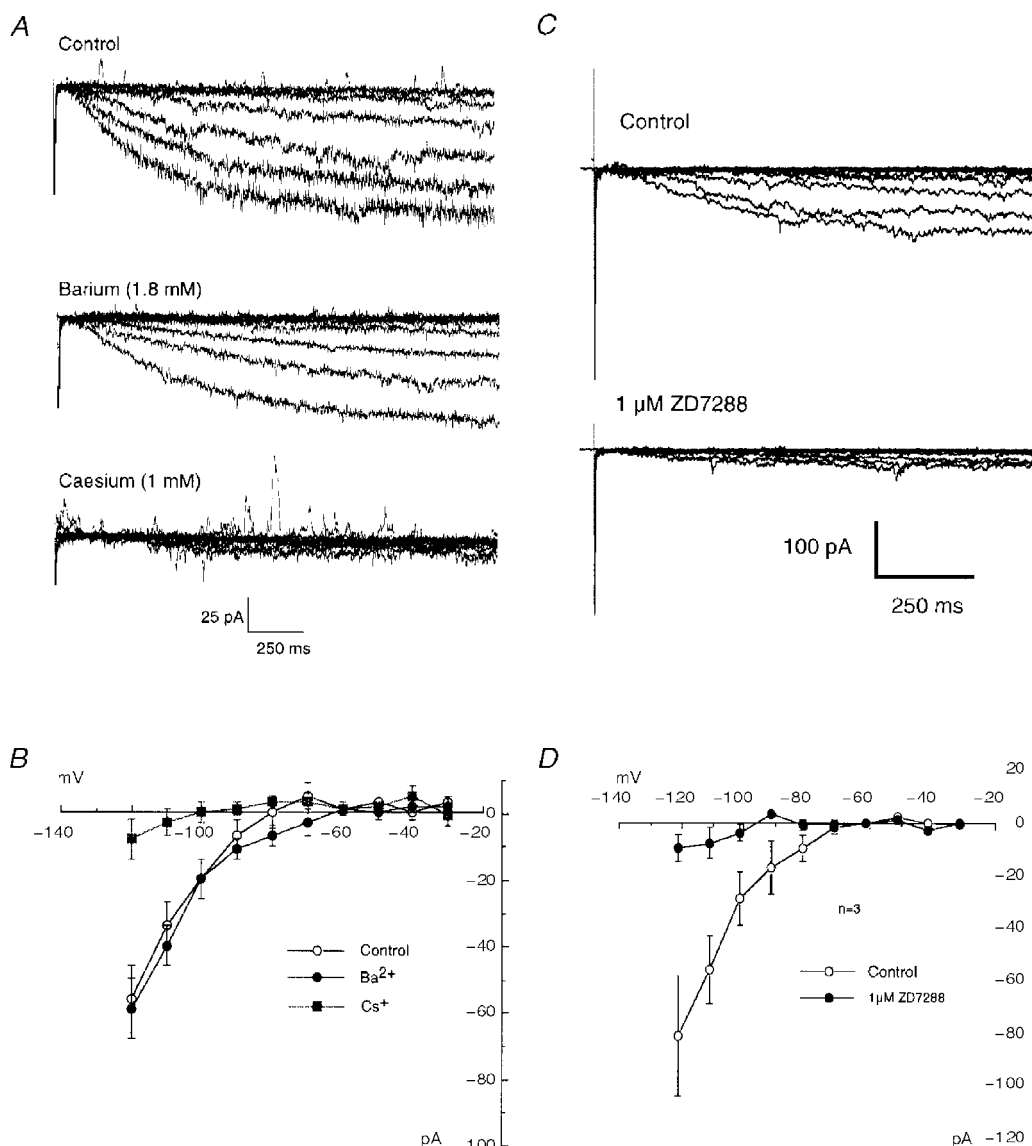 A
Control
Barium (1.8 mM)
Caesium (1 mM)
25 pA
250 ms
C
Control
1 µM ZD7288
100 pA
250 ms
B
mV
−140
−100
−60
−20
0
−20
−40
−60
−80
100
pA
Control
Ba2+
Cs+
D
mV
−140
−120
−100
−80
−60
−40
−20
20
0
−20
−40
−60
−80
−100
−120
pA
n=3
Control
1µM ZD7288